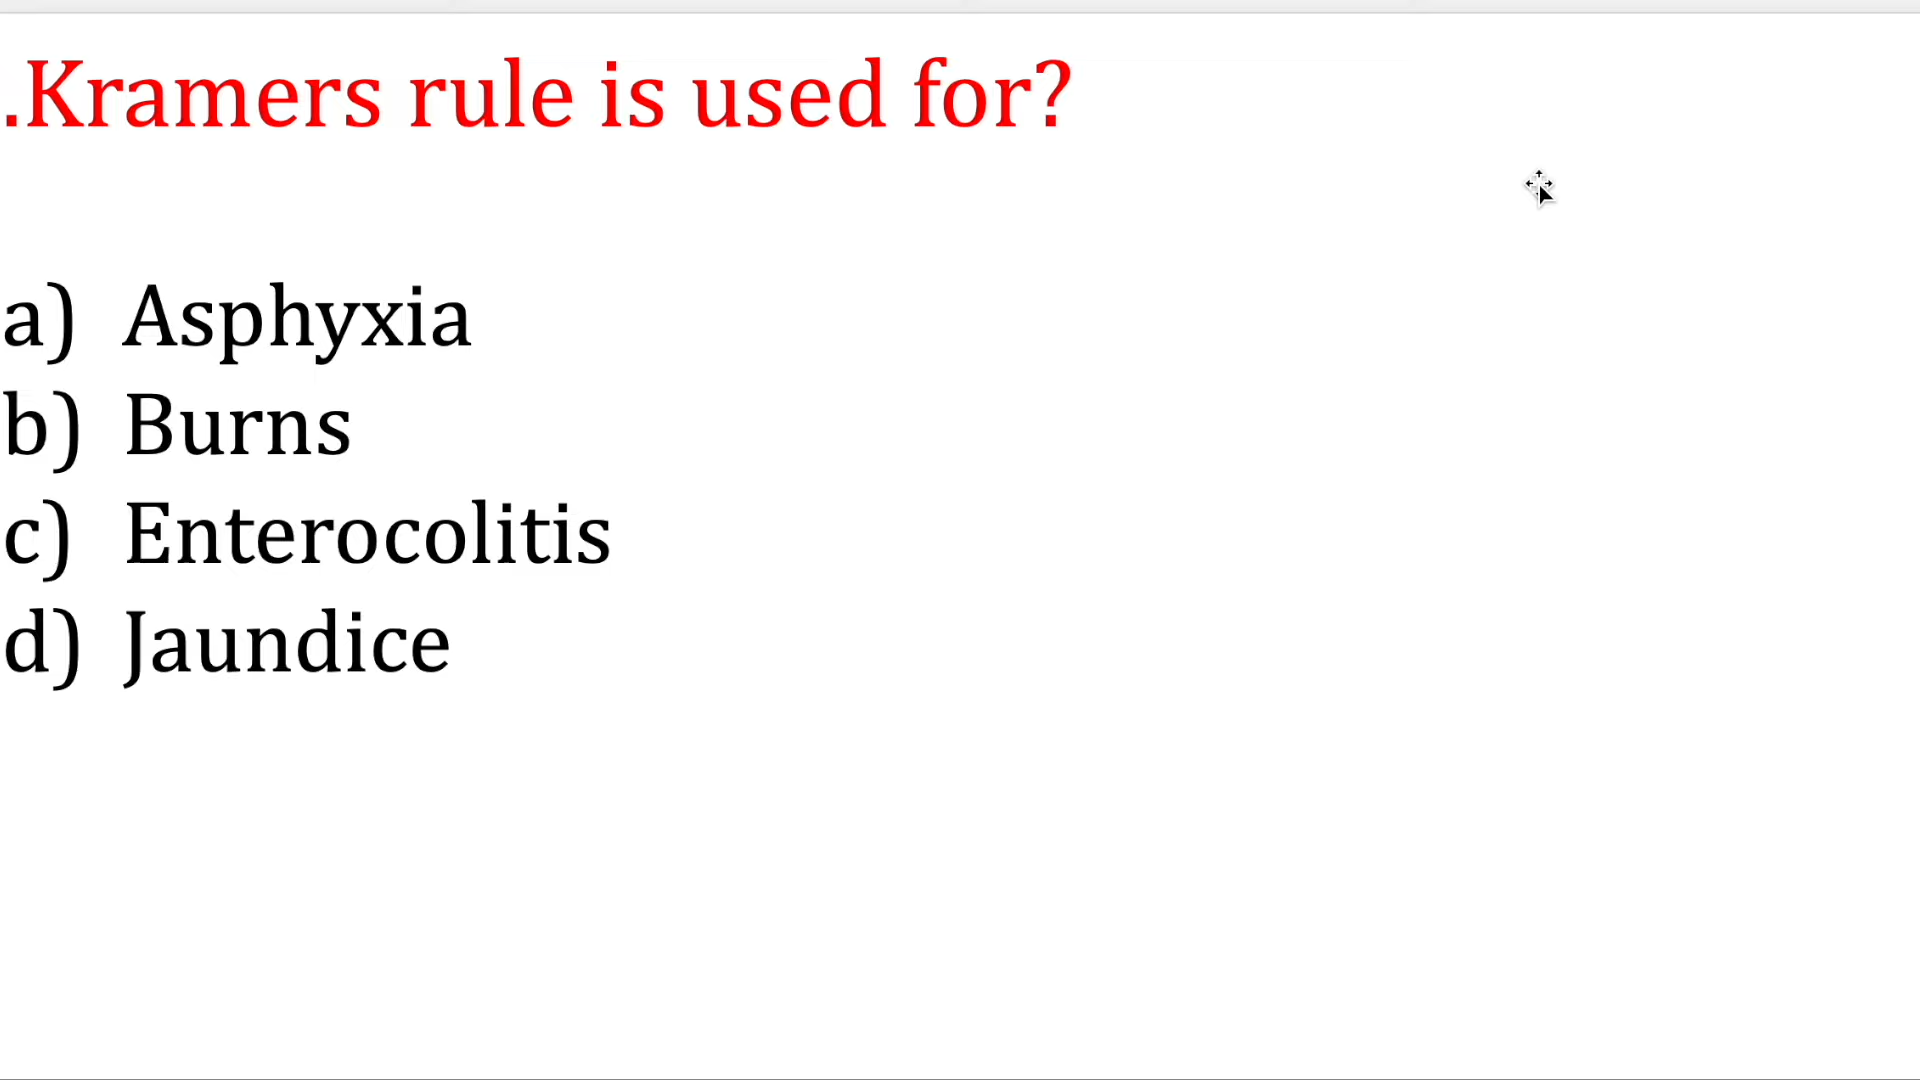 .Kramers rule is used for?
a) Asphyxia
b) Burns
c) Enterocolitis
d) Jaundice